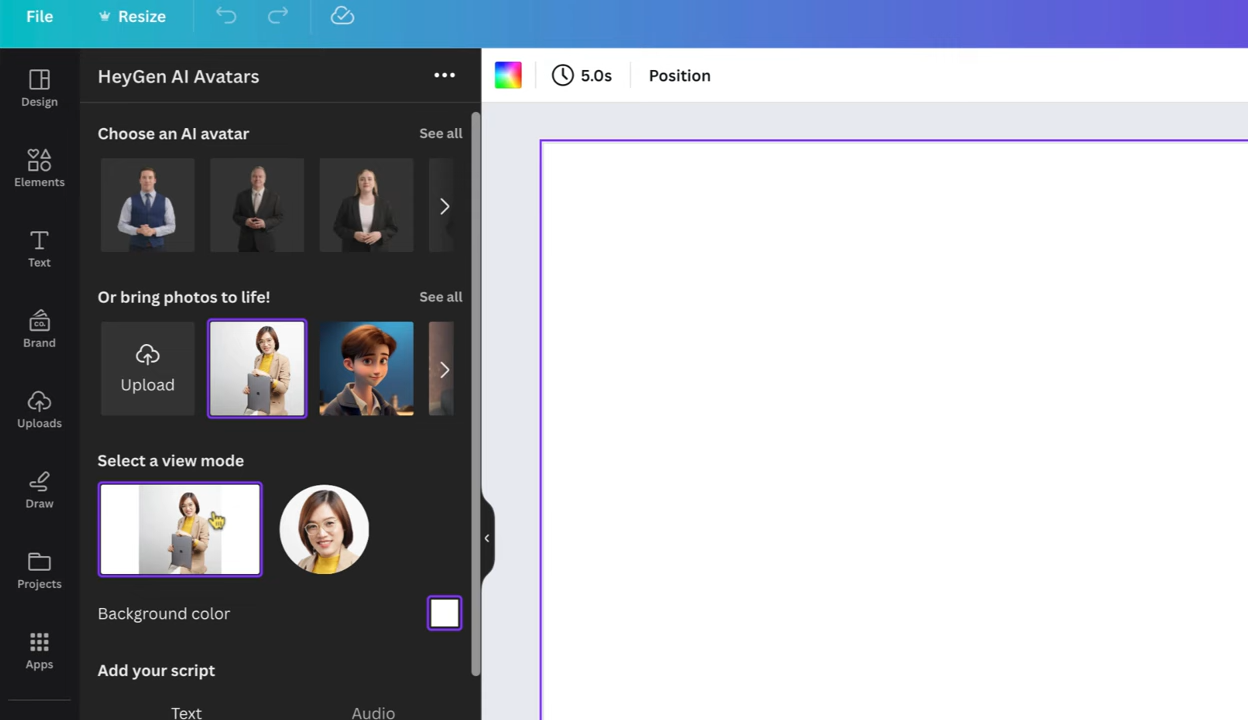 File
Resize
Design
Elements
Text
Brand
CO.
Uploads
Draw
Projects
Apps
HeyGen AI Avatars
Choose an AI avatar
See all
Or bring photos to life!
See all
Upload
Select a view mode
Background color
Add your script
Text
Audio
5.0s
Position